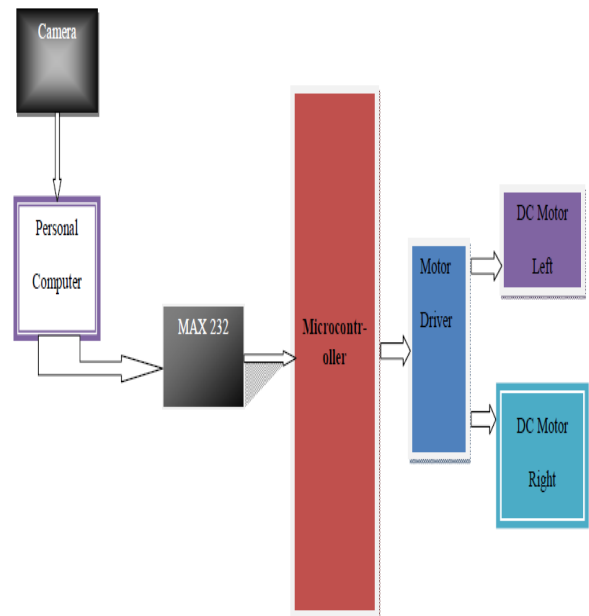 Camera
Personal
Computer
MAX 232
Microcontr-
oller
Motor
Driver
DC Motor
Left
DC Motor
Right